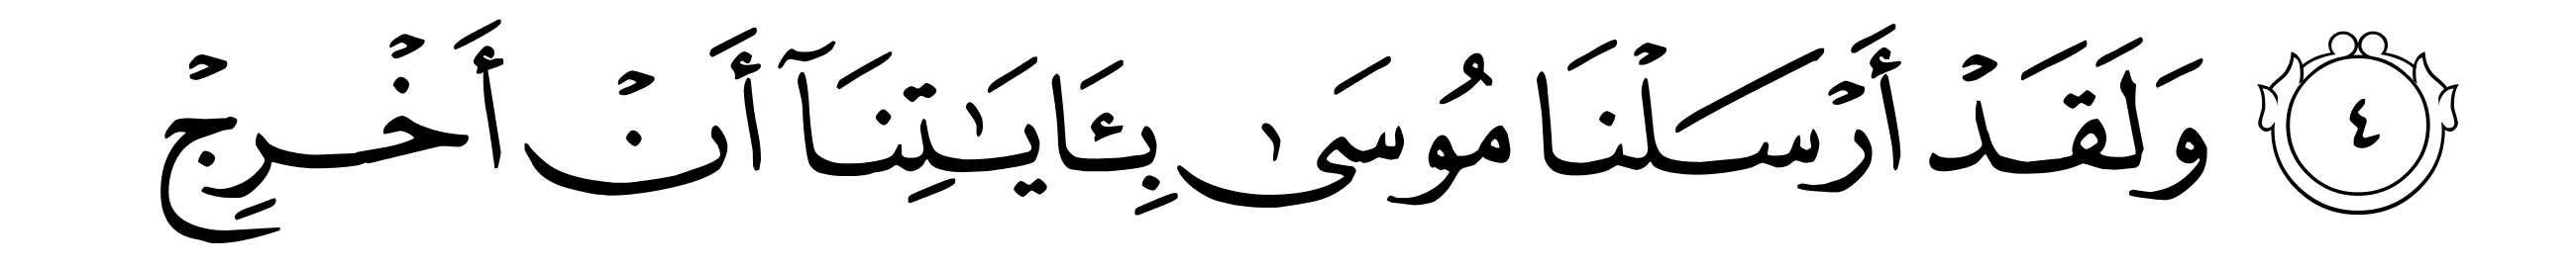 ٤ وَلَقَدْ أَرْسَلْنَا مُوسَىٰ بِـَٔايَـٰتِنَآ أَنْ أَخْرِجْ